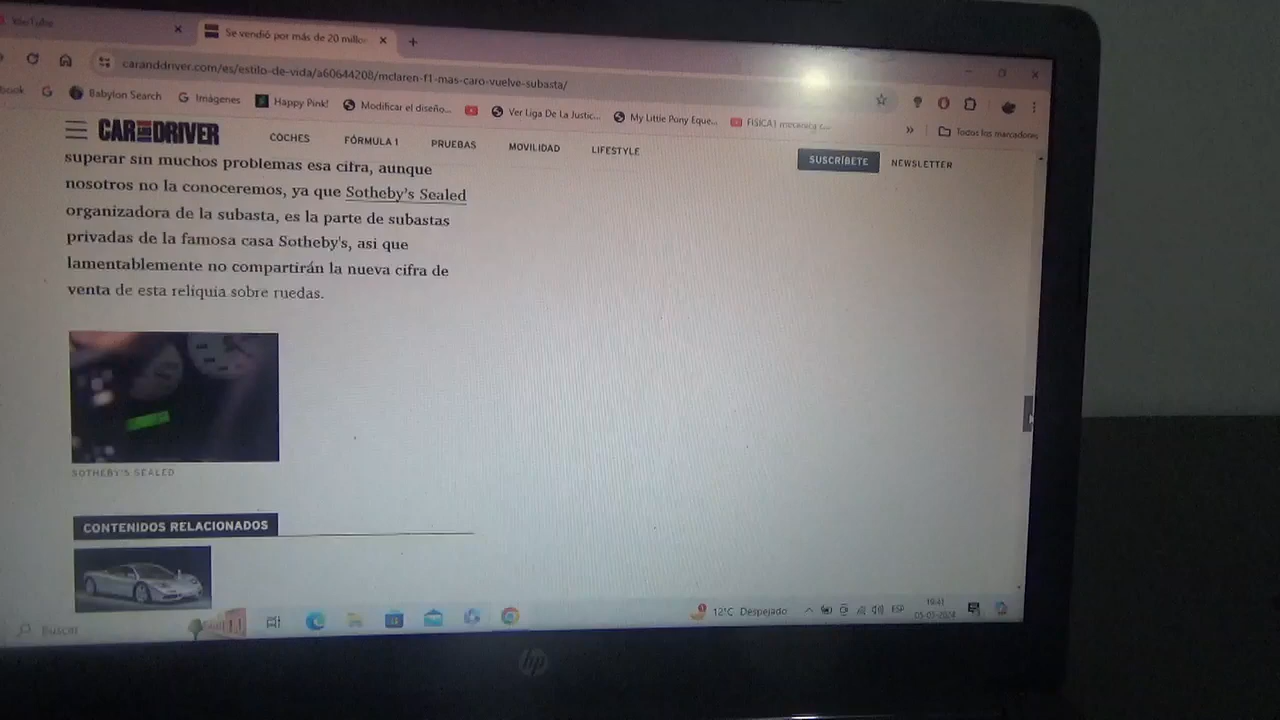 YouTube
Se vendió por más de 20 millo
caranddriver.com/es/estilo-de-vida/a60644208/mclaren-f1-mas-caro-vuelve-subasta/
book
Babylon Search
Imágenes
Happy Pink!
Modificar el diseño...
Ver Liga De La Justic...
My Little Pony Eque...
FISICA1 mecanica c...
»
Todos los marcadores
CAR AND DRIVER
COCHES
FÓRMULA 1
PRUEBAS
MOVILIDAD
LIFESTYLE
SUSCRÍBETE
NEWSLETTER
superar sin muchos problemas esa cifra, aunque
nosotros no la conoceremos, ya que Sotheby's Sealed
organizadora de la subasta, es la parte de subastas
privadas de la famosa casa Sotheby's, asi que
lamentablemente no compartirán la nueva cifra de
venta de esta reliquia sobre ruedas.
SOTHEBY'S SEALED
CONTENIDOS RELACIONADOS
Buscar
12°C Despejado
ESP
19:41
05-05-2024
hp